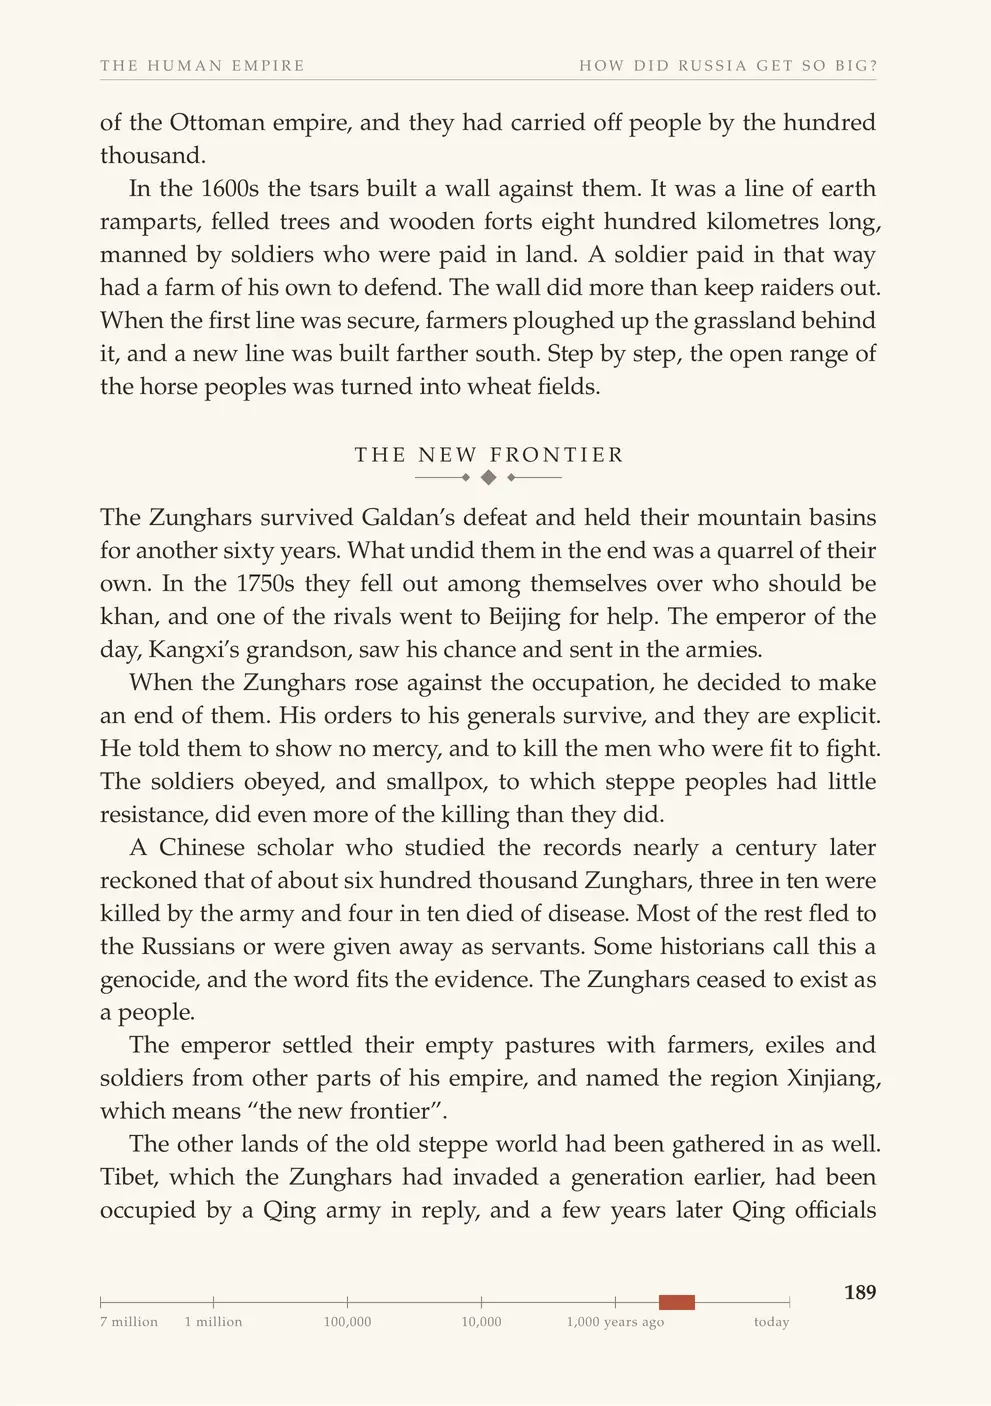 THE HUMAN EMPIRE
HOW DID RUSSIA GET SO BIG?
of the Ottoman empire, and they had carried off people by the hundred
thousand.
In the 1600s the tsars built a wall against them. It was a line of earth
ramparts, felled trees and wooden forts eight hundred kilometres long,
manned by soldiers who were paid in land. A soldier paid in that way
had a farm of his own to defend. The wall did more than keep raiders out.
When the first line was secure, farmers ploughed up the grassland behind
it, and a new line was built farther south. Step by step, the open range of
the horse peoples was turned into wheat fields.
THE NEW FRONTIER
The Zunghars survived Galdan’s defeat and held their mountain basins
for another sixty years. What undid them in the end was a quarrel of their
own. In the 1750s they fell out among themselves over who should be
khan, and one of the rivals went to Beijing for help. The emperor of the
day, Kangxi’s grandson, saw his chance and sent in the armies.
When the Zunghars rose against the occupation, he decided to make
an end of them. His orders to his generals survive, and they are explicit.
He told them to show no mercy, and to kill the men who were fit to fight.
The soldiers obeyed, and smallpox, to which steppe peoples had little
resistance, did even more of the killing than they did.
A Chinese scholar who studied the records nearly a century later
reckoned that of about six hundred thousand Zunghars, three in ten were
killed by the army and four in ten died of disease. Most of the rest fled to
the Russians or were given away as servants. Some historians call this a
genocide, and the word fits the evidence. The Zunghars ceased to exist as
a people.
The emperor settled their empty pastures with farmers, exiles and
soldiers from other parts of his empire, and named the region Xinjiang,
which means “the new frontier”.
The other lands of the old steppe world had been gathered in as well.
Tibet, which the Zunghars had invaded a generation earlier, had been
occupied by a Qing army in reply, and a few years later Qing officials
189
7 million
1 million
100,000
10,000
1,000 years ago
today